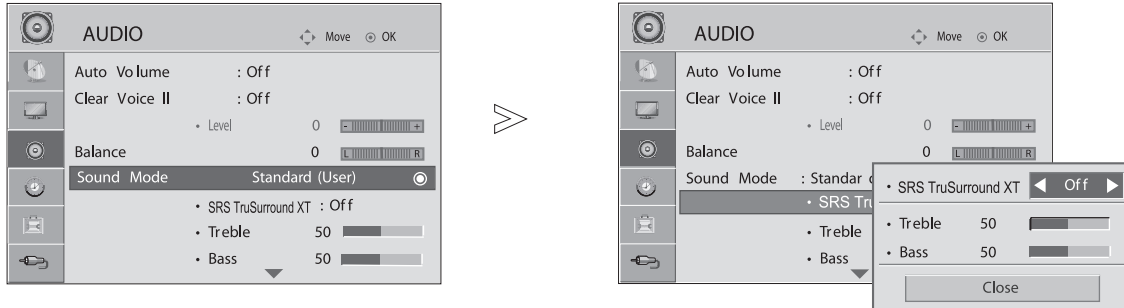 AUDIO
Move OK
Auto Volume : Off
Clear Voice II : Off
• Level 0 - +
Balance 0 L R
Sound Mode Standard (User)
• SRS TruSurround XT : Off
• Treble 50
• Bass 50
AUDIO
Move OK
Auto Volume : Off
Clear Voice II : Off
• Level 0 - +
Balance 0 L R
Sound Mode : Standar
• SRS Tru
• Treble
• Bass
• SRS TruSurround XT ◀ Off ▶
• Treble 50
• Bass 50
Close